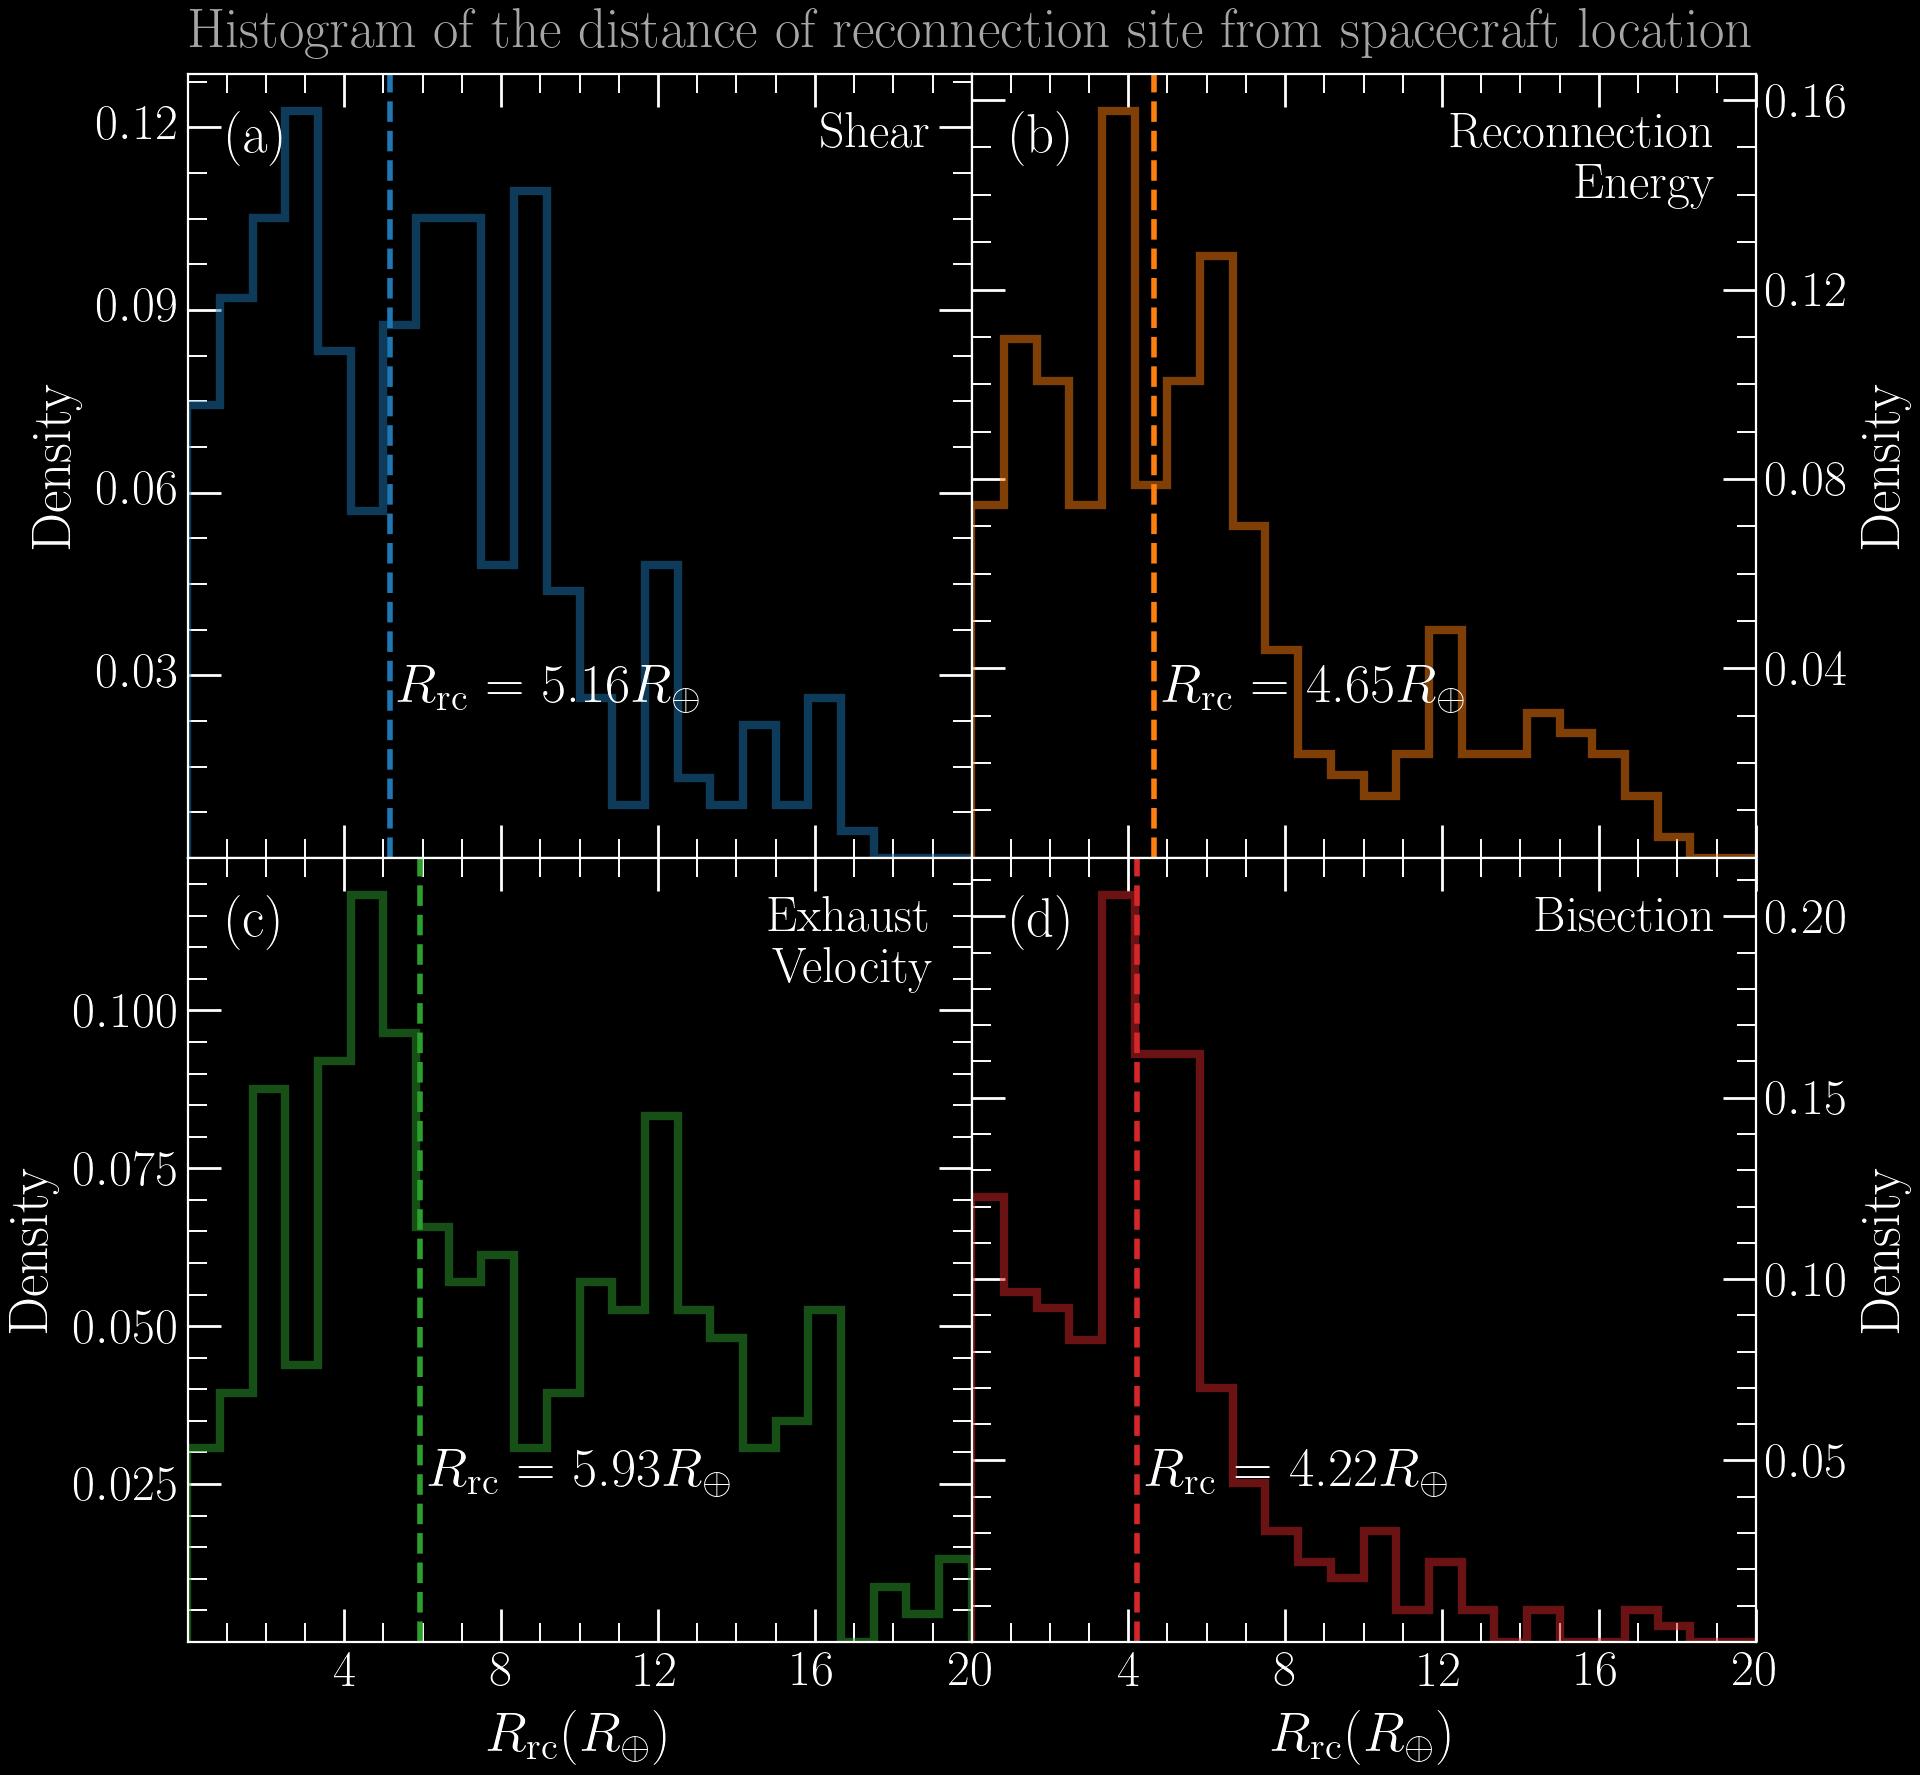 Histogram of the distance of reconnection site from spacecraft location
(a)
Shear
0.12
0.09
0.06
0.03
Density
R_rc = 5.16R_⊕
(b)
Reconnection
Energy
0.16
0.12
0.08
0.04
Density
R_rc = 4.65R_⊕
(c)
Exhaust
Velocity
0.100
0.075
0.050
0.025
Density
R_rc = 5.93R_⊕
(d)
Bisection
0.20
0.15
0.10
0.05
Density
R_rc = 4.22R_⊕
4 8 12 16 20 4 8 12 16 20
R_rc(R_⊕) R_rc(R_⊕)